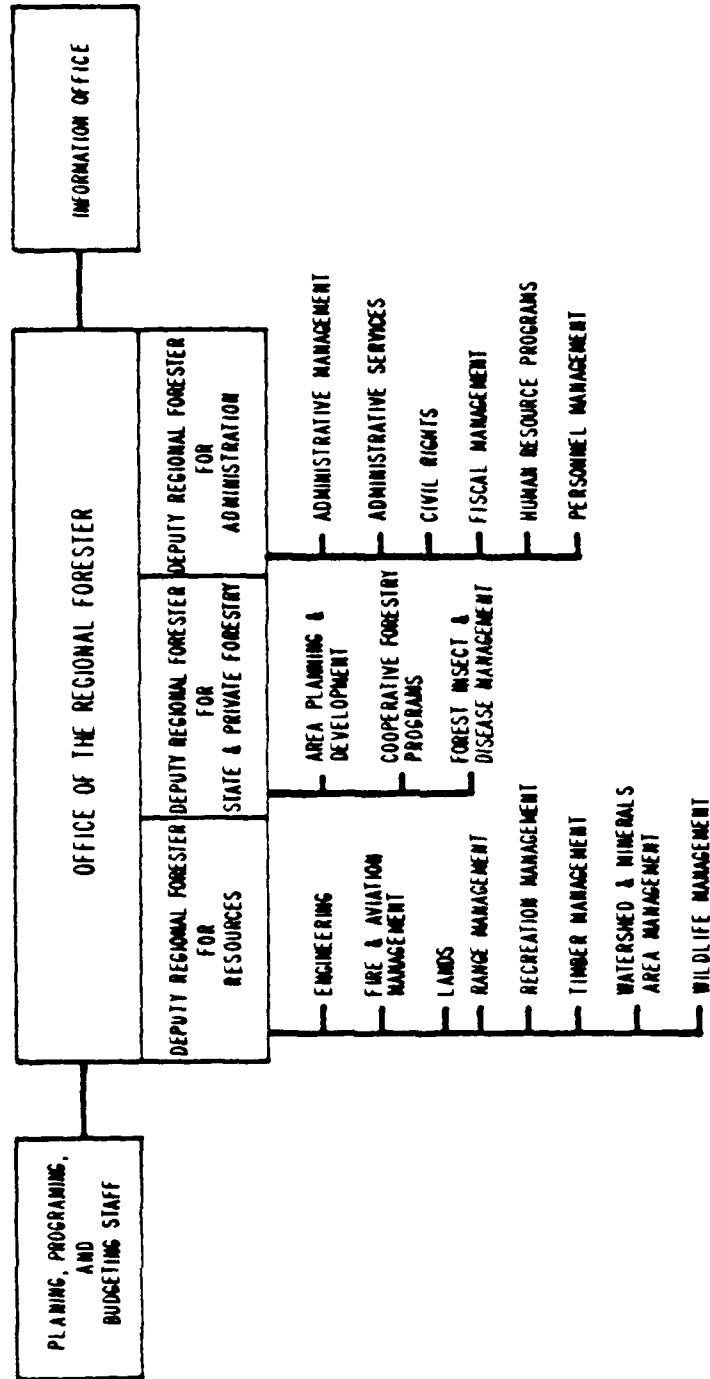 PLANING, PROGRAMING,
AND
BUDGETING STAFF
OFFICE OF THE REGIONAL FORESTER
INFORMATION OFFICE
DEPUTY REGIONAL FORESTER
FOR
RESOURCES
DEPUTY REGIONAL FORESTER
FOR
STATE & PRIVATE FORESTRY
DEPUTY REGIONAL FORESTER
FOR
ADMINISTRATION
ENGINEERING
FIRE & AVIATION
MANAGEMENT
LANDS
RANGE MANAGEMENT
RECREATION MANAGEMENT
TIMBER MANAGEMENT
WATERSHED & MINERALS
AREA MANAGEMENT
WILDLIFE MANAGEMENT
AREA PLANNING &
DEVELOPMENT
COOPERATIVE FORESTRY
PROGRAMS
FOREST INSECT &
DISEASE MANAGEMENT
ADMINISTRATIVE MANAGEMENT
ADMINISTRATIVE SERVICES
CIVIL RIGHTS
FISCAL MANAGEMENT
HUMAN RESOURCE PROGRAMS
PERSONNEL MANAGEMENT